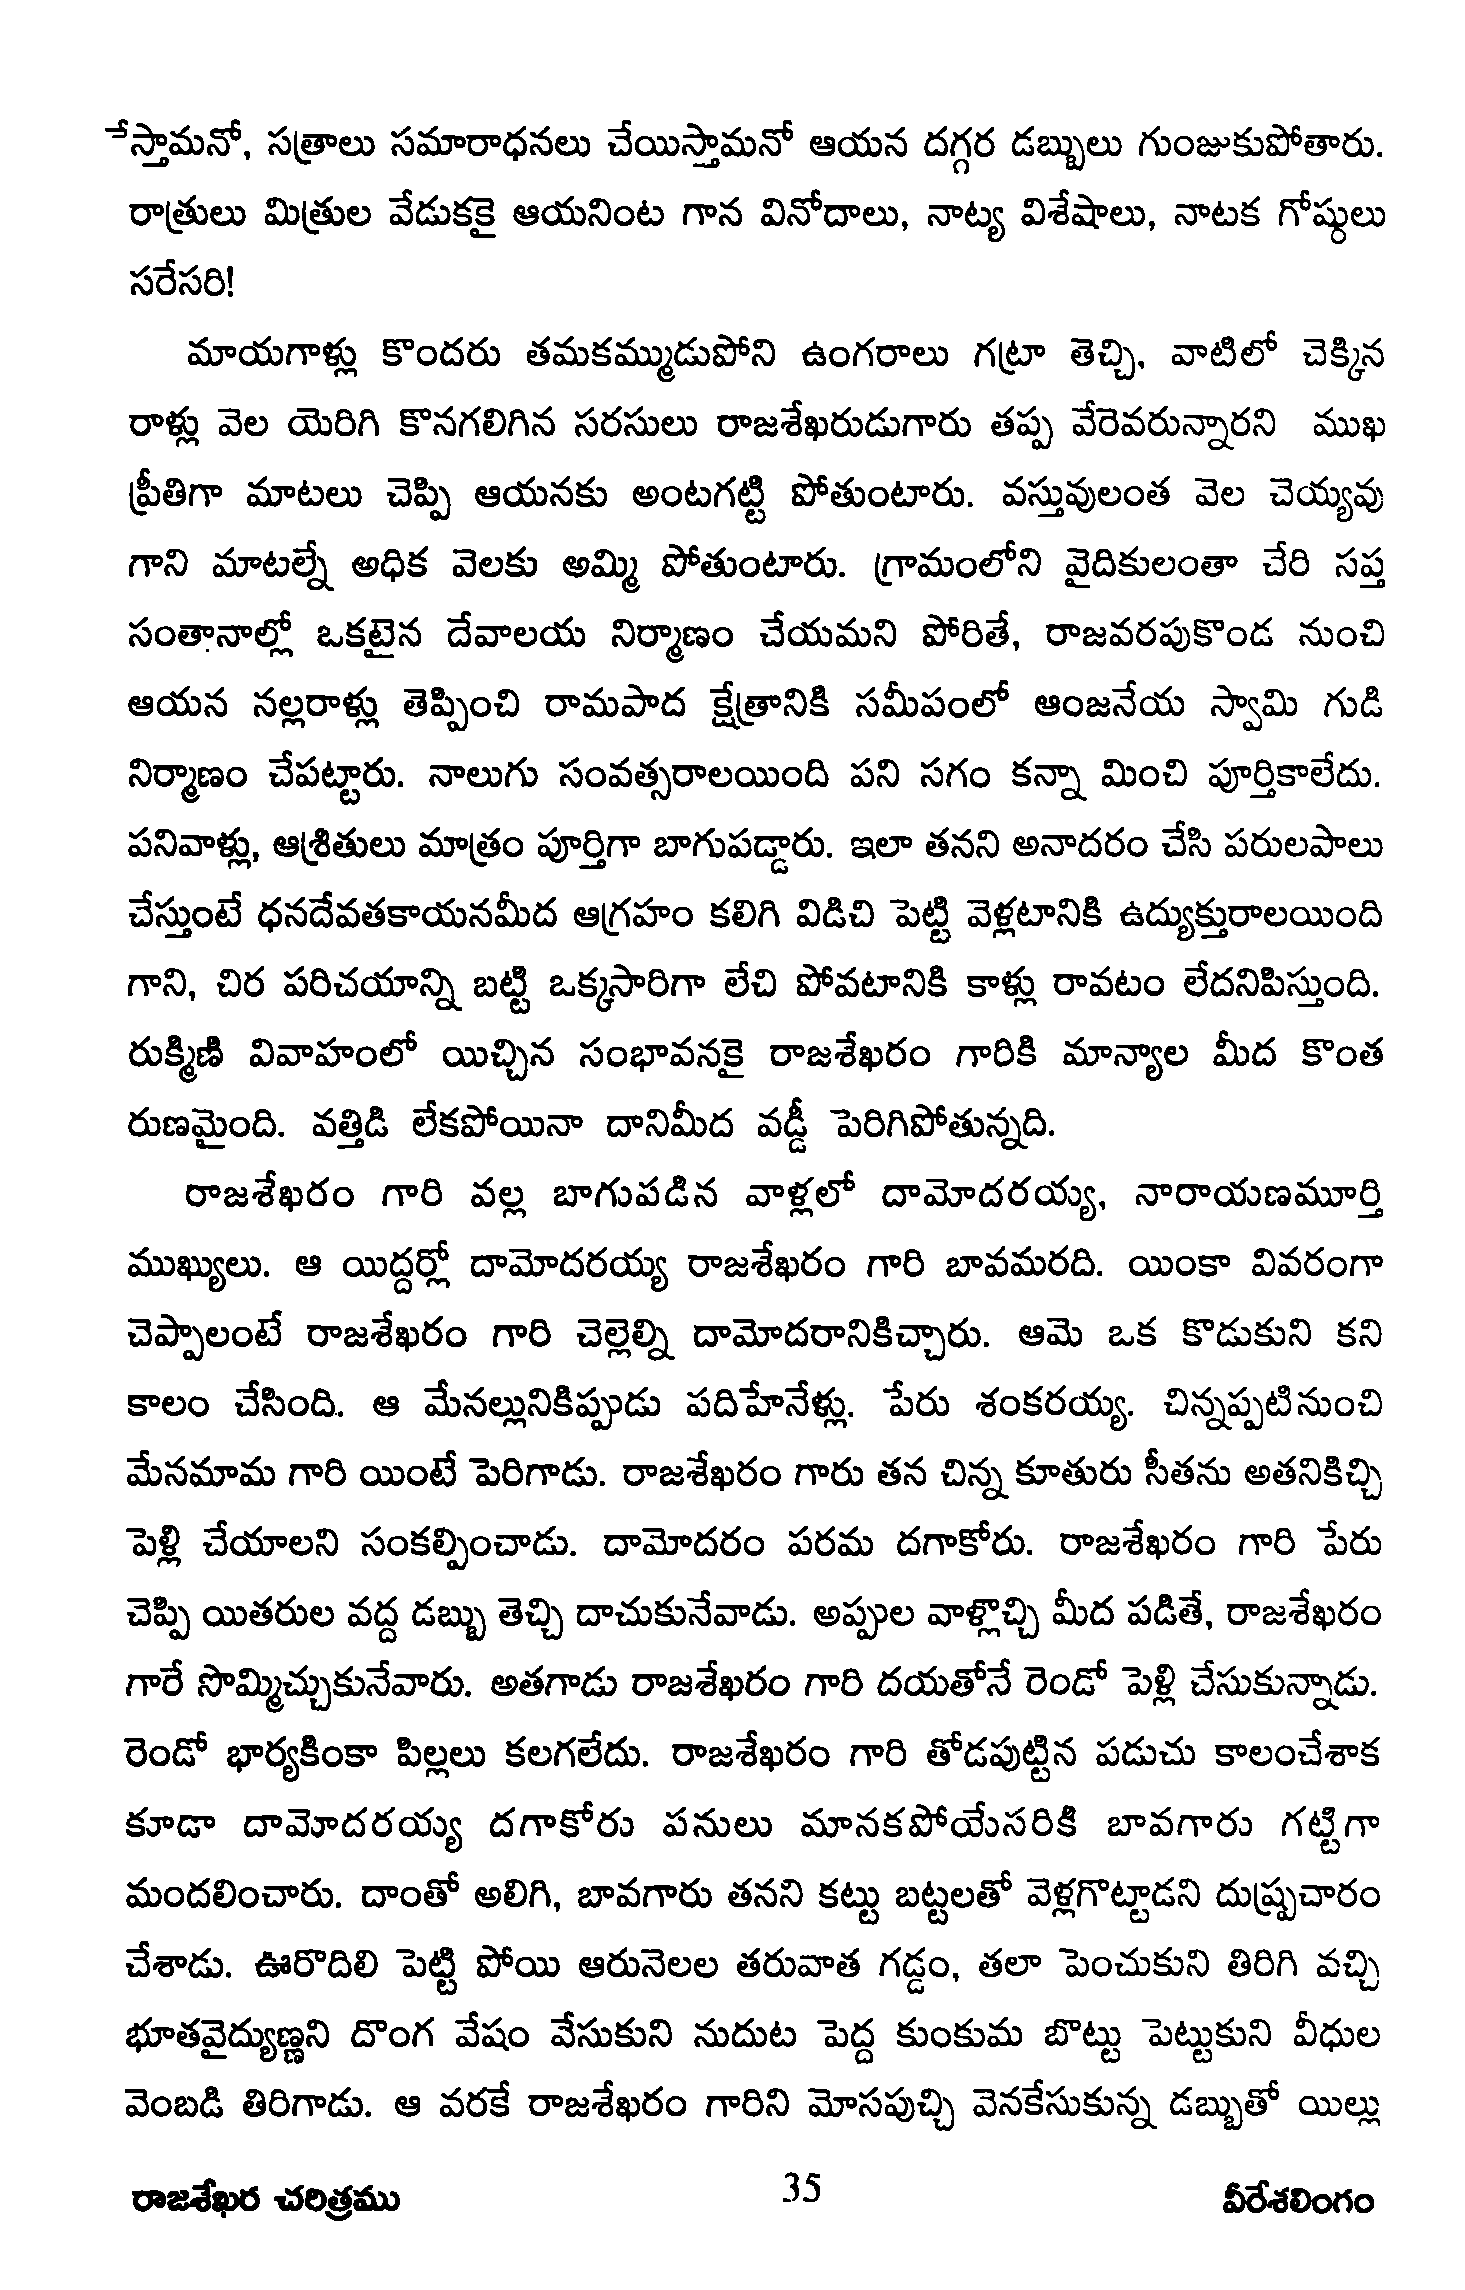 స్తేామనో, సత్రాలు సమారాధనలు చేయిస్తామనో ఆయన దగ్గర డబ్బులు గుంజుకుపోతారు.
రాత్రులు మిత్రుల వేడుకకై ఆయనింట గాన వినోదాలు, నాట్య విశేషాలు, నాటక గోష్ఠులు
సరేసరి!
మాయగాళ్లు కొందరు తమకమ్ముడుపోని ఉంగరాలు గట్రా తెచ్చి, వాటిలో చెక్కిన
రాళ్లు వెల యెరిగి కొనగలిగిన సరసులు రాజశేఖరుడుగారు తప్ప వేరెవరున్నారని ముఖ
ప్రీతిగా మాటలు చెప్పి ఆయనకు అంటగట్టి పోతుంటారు. వస్తువులంత వెల చెయ్యవు
గాని మాటల్నే అధిక వెలకు అమ్మి పోతుంటారు. గ్రామంలోని వైదికులంతా చేరి సప్త
సంతానాల్లో ఒకటైన దేవాలయ నిర్మాణం చేయమని పోరితే, రాజవరపుకొండ నుంచి
ఆయన నల్లరాళ్లు తెప్పించి రామపాద క్షేత్రానికి సమీపంలో ఆంజనేయ స్వామి గుడి
నిర్మాణం చేపట్టారు. నాలుగు సంవత్సరాలయింది పని సగం కన్నా మించి పూర్తికాలేదు.
పనివాళ్లు, ఆశ్రితులు మాత్రం పూర్తిగా బాగుపడ్డారు. ఇలా తనని అనాదరం చేసి పరులపాలు
చేస్తుంటే ధనదేవతకాయనమీద ఆగ్రహం కలిగి విడిచి పెట్టి వెళ్లటానికి ఉద్యుక్తురాలయింది
గాని, చిర పరిచయాన్ని బట్టి ఒక్కసారిగా లేచి పోవటానికి కాళ్లు రావటం లేదనిపిస్తుంది.
రుక్మిణి వివాహంలో యిచ్చిన సంభావనకై రాజశేఖరం గారికి మాన్యాల మీద కొంత
రుణమైంది. వత్తిడి లేకపోయినా దానిమీద వడ్డీ పెరిగిపోతున్నది.
రాజశేఖరం గారి వల్ల బాగుపడిన వాళ్లలో దామోదరయ్య, నారాయణమూర్తి
ముఖ్యులు. ఆ యిద్దర్లో దామోదరయ్య రాజశేఖరం గారి బావమరది. యింకా వివరంగా
చెప్పాలంటే రాజశేఖరం గారి చెల్లెల్ని దామోదరానికిచ్చారు. ఆమె ఒక కొడుకుని కని
కాలం చేసింది. ఆ మేనల్లునికిప్పుడు పదిహేనేళ్లు. పేరు శంకరయ్య. చిన్నప్పటినుంచి
మేనమామ గారి యింటే పెరిగాడు. రాజశేఖరం గారు తన చిన్న కూతురు సీతను అతనికిచ్చి
పెళ్లి చేయాలని సంకల్పించాడు. దామోదరం పరమ దగాకోరు. రాజశేఖరం గారి పేరు
చెప్పి యితరుల వద్ద డబ్బు తెచ్చి దాచుకునేవాడు. అప్పుల వాళ్లొచ్చి మీద పడితే, రాజశేఖరం
గారే సొమ్మిచ్చుకునేవారు. అతగాడు రాజశేఖరం గారి దయతోనే రెండో పెళ్లి చేసుకున్నాడు.
రెండో భార్యకింకా పిల్లలు కలగలేదు. రాజశేఖరం గారి తోడపుట్టిన పడుచు కాలంచేశాక
కూడా దామోదరయ్య దగాకోరు పనులు మానకపోయేసరికి బావగారు గట్టిగా
మందలించారు. దాంతో అలిగి, బావగారు తనని కట్టు బట్టలతో వెళ్లగొట్టాడని దుష్ప్రచారం
చేశాడు. ఊరొదిలి పెట్టి పోయి ఆరునెలల తరువాత గడ్డం, తలా పెంచుకుని తిరిగి వచ్చి
భూతవైద్యుణ్ణని దొంగ వేషం వేసుకుని నుదుట పెద్ద కుంకుమ బొట్టు పెట్టుకుని వీధుల
వెంబడి తిరిగాడు. ఆ వరకే రాజశేఖరం గారిని మోసపుచ్చి వెనకేసుకున్న డబ్బుతో యిల్లు
రాజశేఖర చరిత్రము 35 వీరేశలింగం